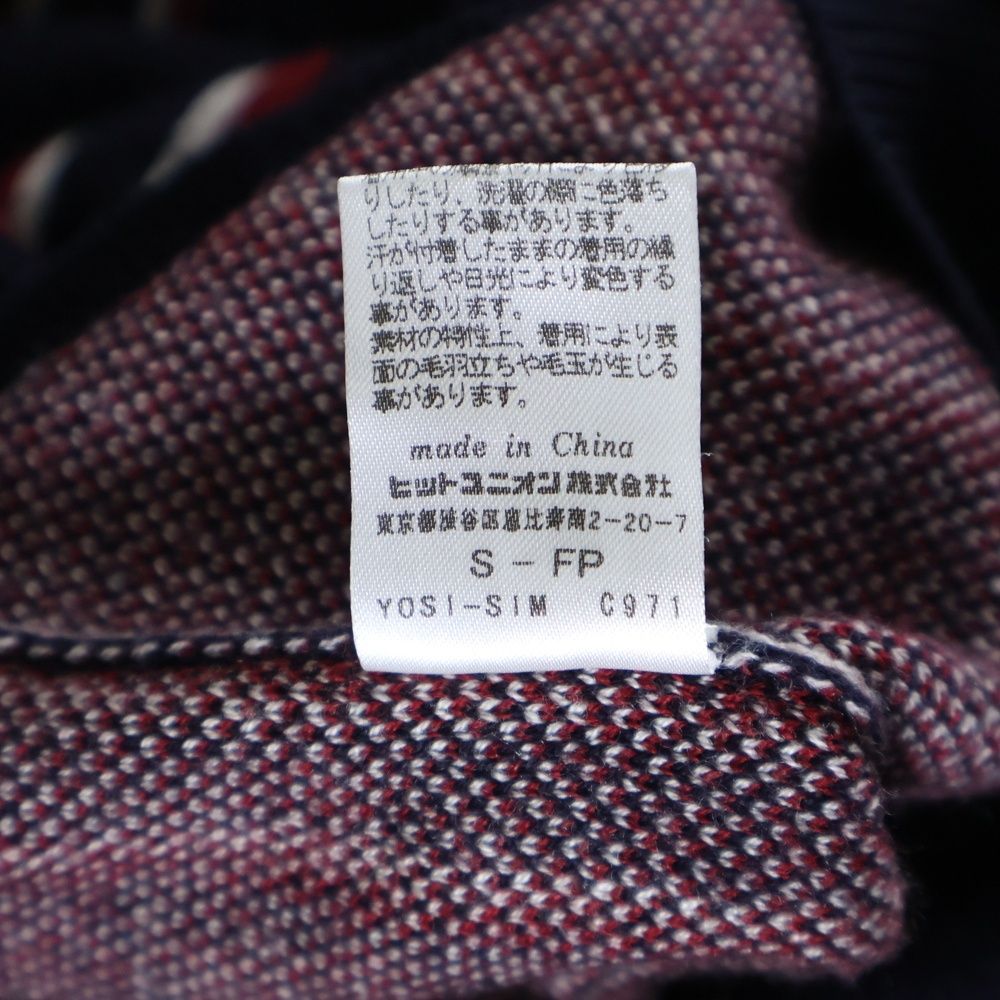 りしたり、洗濯の際に色落ち
したりする事があります。
汗が付着したままの着用の繰
り返しや日光により変色する
事があります。
素材の特性上、着用により表
面の毛羽立ちや毛玉が生じる
事があります。
made in China
ヒットユニオン株式会社
東京都渋谷区恵比寿南2-20-7
S - FP
YOSI-SIM C971